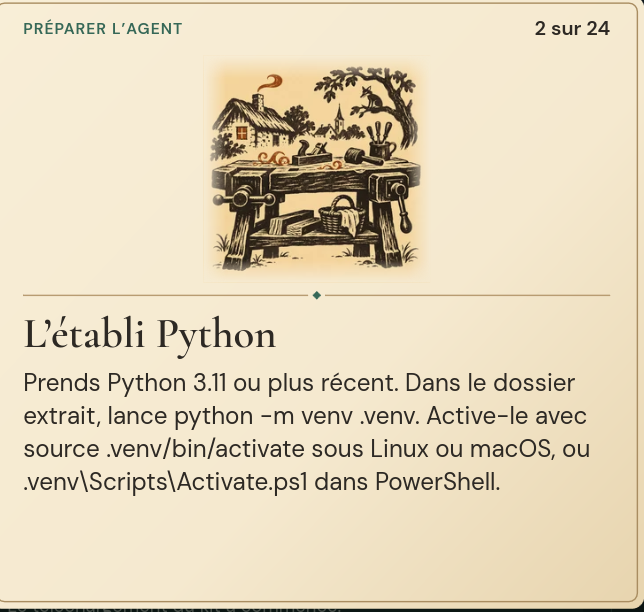 PRÉPARER L’AGENT
2 sur 24
L’établi Python
Prends Python 3.11 ou plus récent. Dans le dossier
extrait, lance python -m venv .venv. Active-le avec
source .venv/bin/activate sous Linux ou macOS, ou
.venv\Scripts\Activate.ps1 dans PowerShell.